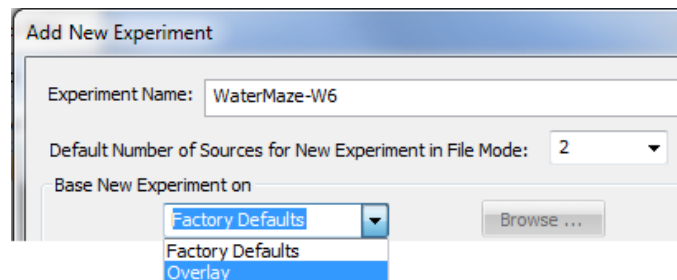 Add New Experiment
Experiment Name: WaterMaze-W6
Default Number of Sources for New Experiment in File Mode: 2
Base New Experiment on
Factory Defaults Browse ...
Factory Defaults
Overlay